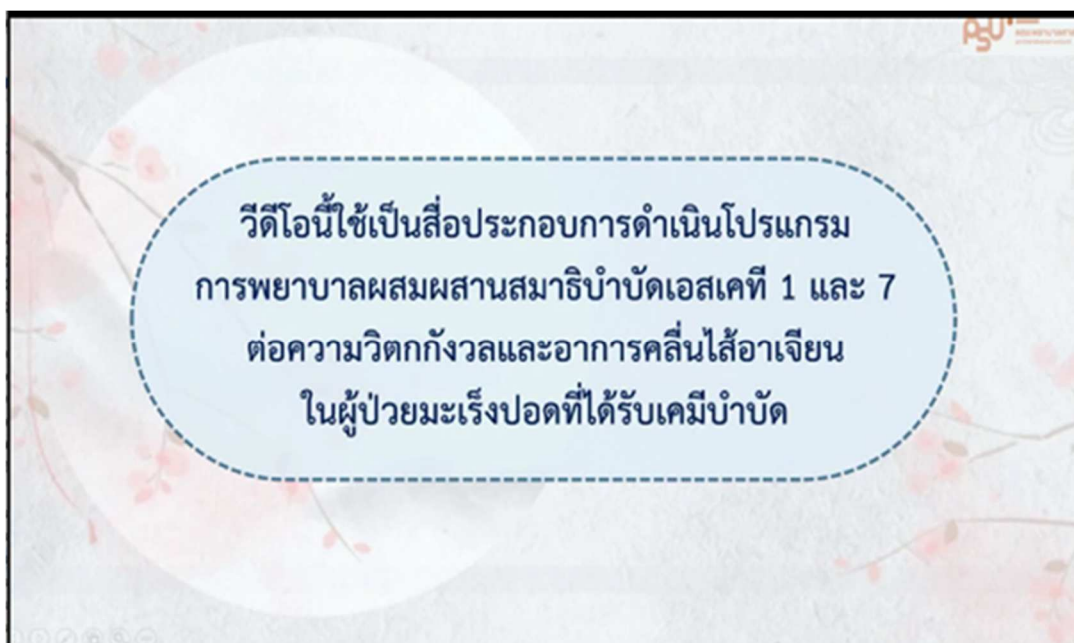 PSU
วีดีโอนี้ใช้เป็นสื่อประกอบการดำเนินโปรแกรม
การพยาบาลผสมผสานสมาธิบำบัดเอสเคที 1 และ 7
ต่อความวิตกกังวลและอาการคลื่นไส้อาเจียน
ในผู้ป่วยมะเร็งปอดที่ได้รับเคมีบำบัด